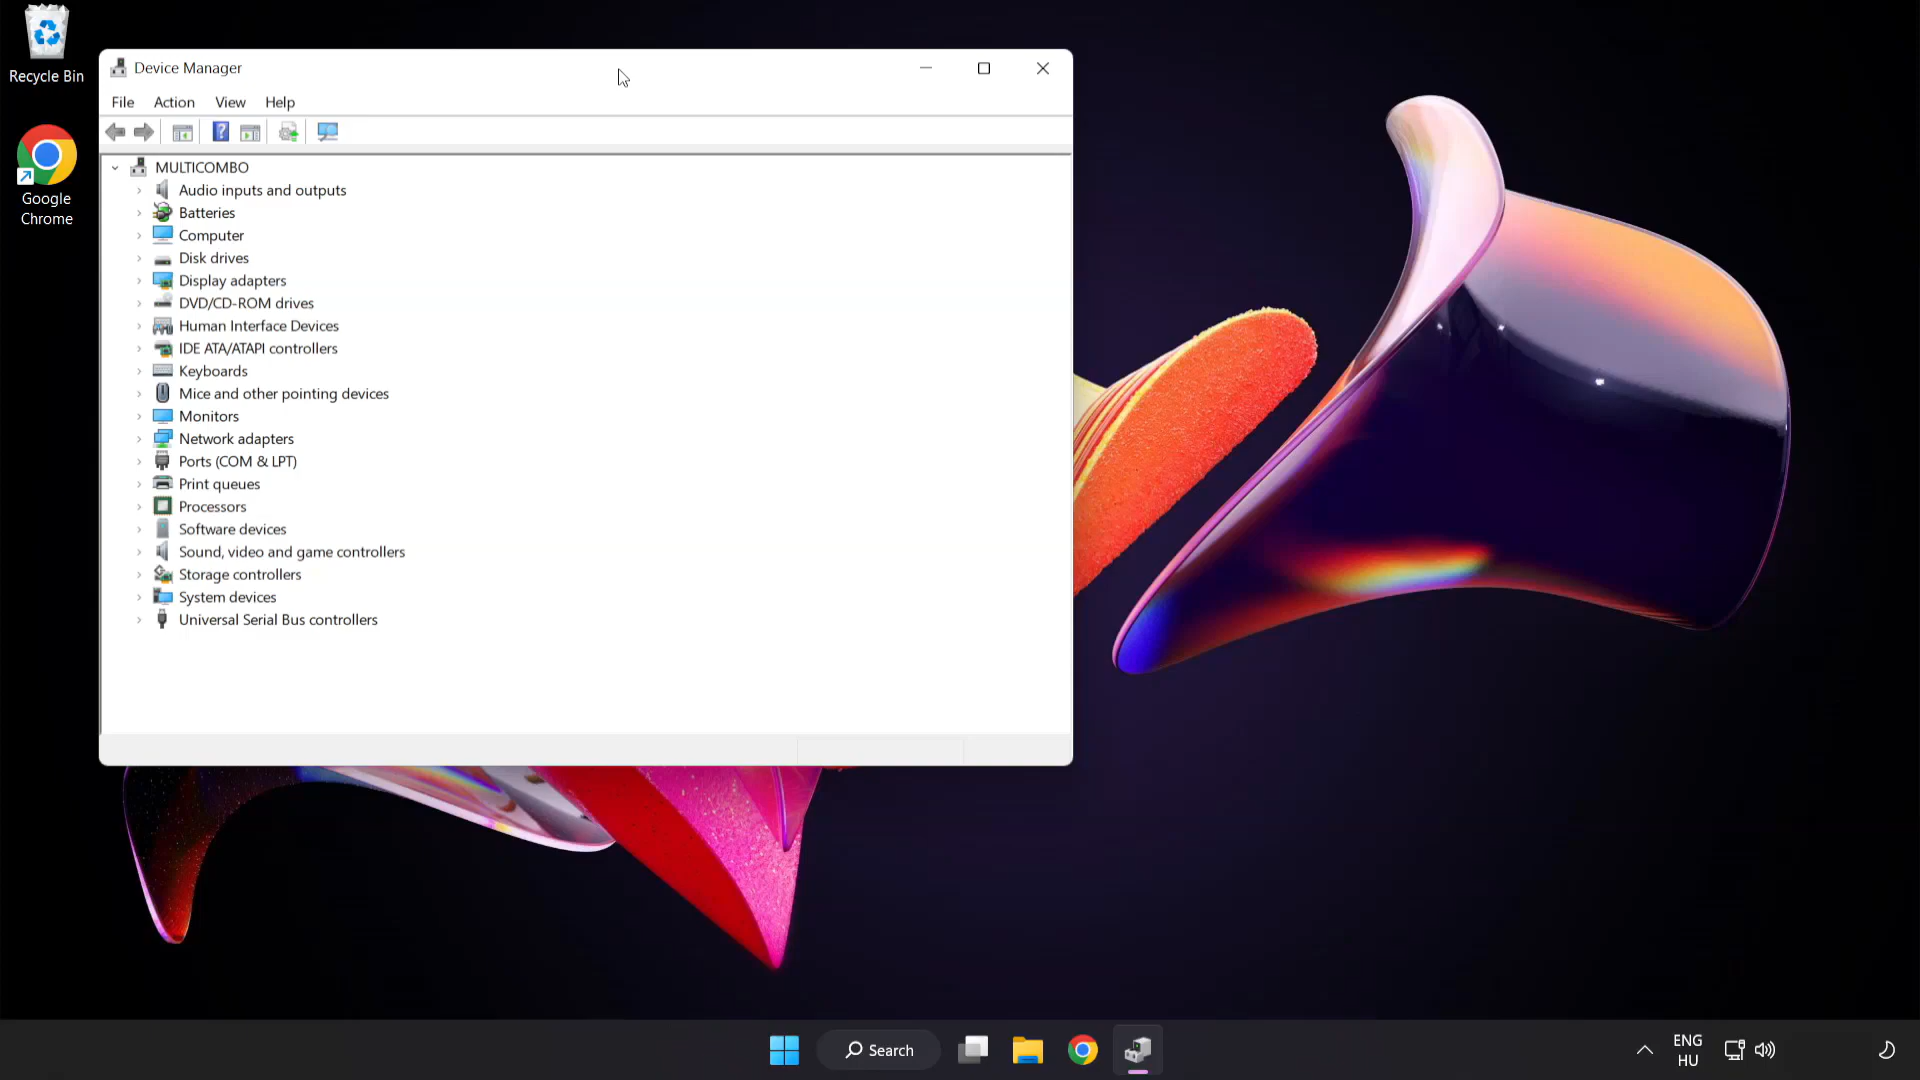 Recycle Bin
Google
Chrome
Device Manager
File Action View Help
MULTICOMBO
Audio inputs and outputs
Batteries
Computer
Disk drives
Display adapters
DVD/CD-ROM drives
Human Interface Devices
IDE ATA/ATAPI controllers
Keyboards
Mice and other pointing devices
Monitors
Network adapters
Ports (COM & LPT)
Print queues
Processors
Software devices
Sound, video and game controllers
Storage controllers
System devices
Universal Serial Bus controllers
Search
ENG
HU